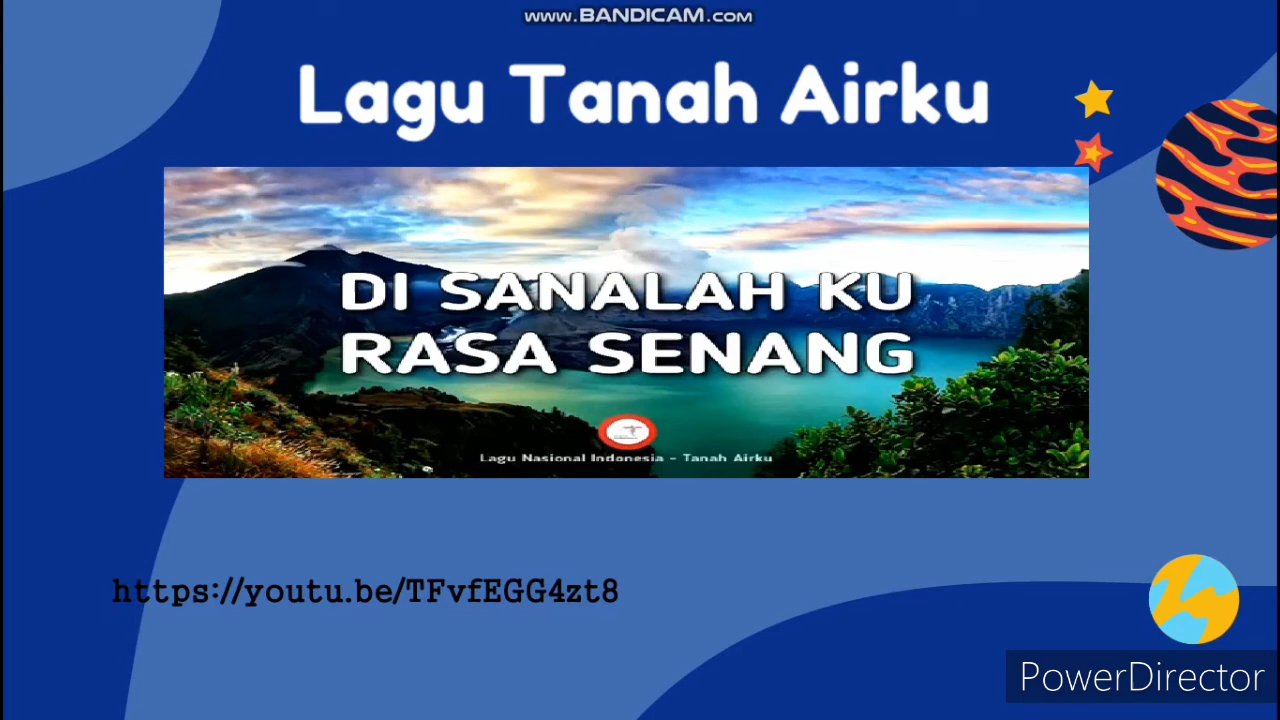 www.BANDICAM.com
Lagu Tanah Airku
DI SANALAH KU
RASA SENANG
Lagu Nasional Indonesia - Tanah Airku
https://youtu.be/TFvfEGG4zt8
PowerDirector